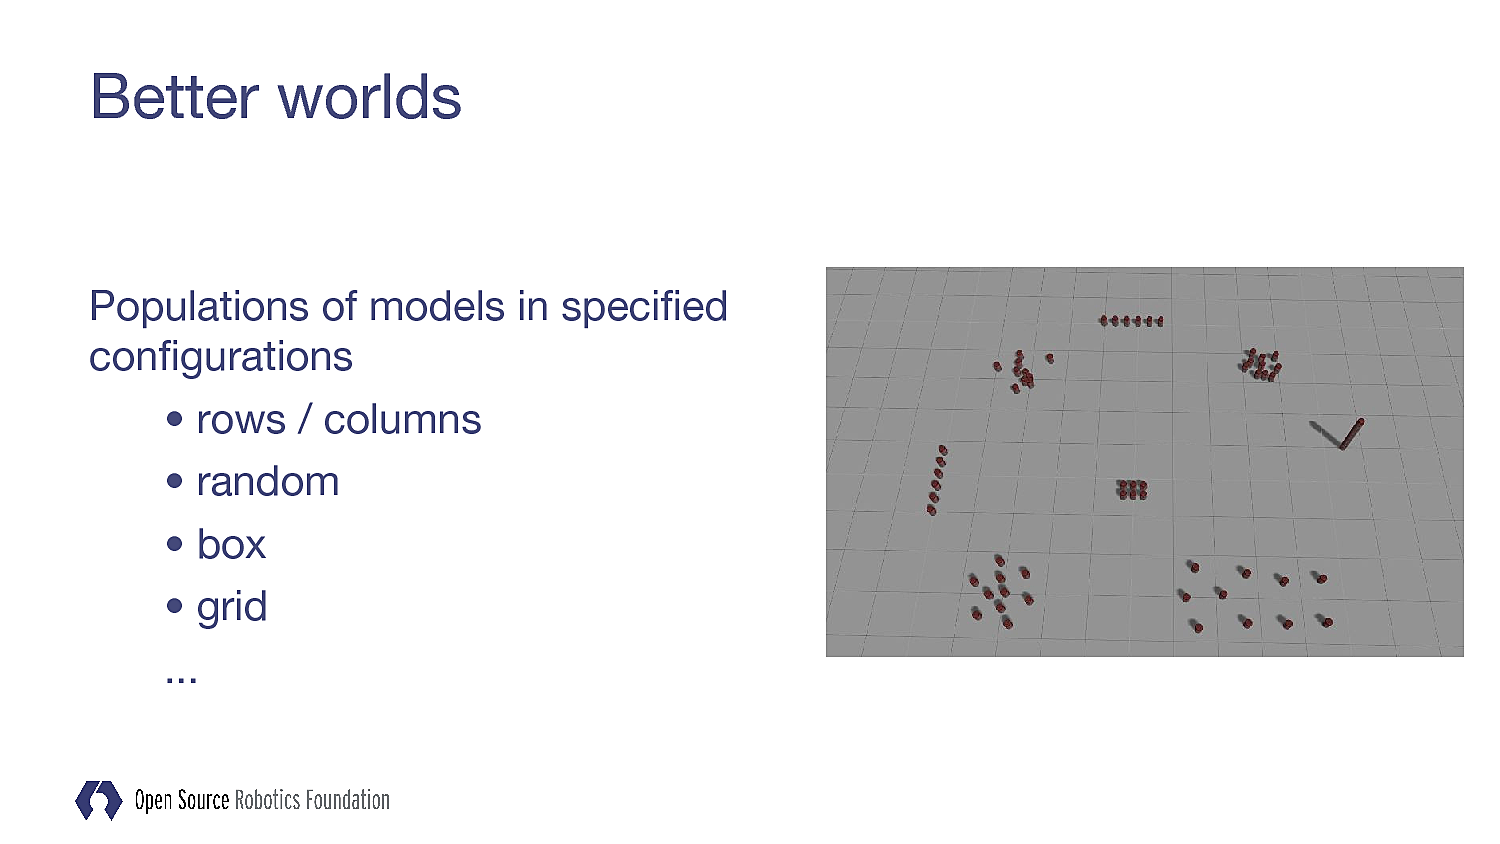 Better worlds
Populations of models in specified
configurations
• rows / columns
• random
• box
• grid
...
Open Source Robotics Foundation